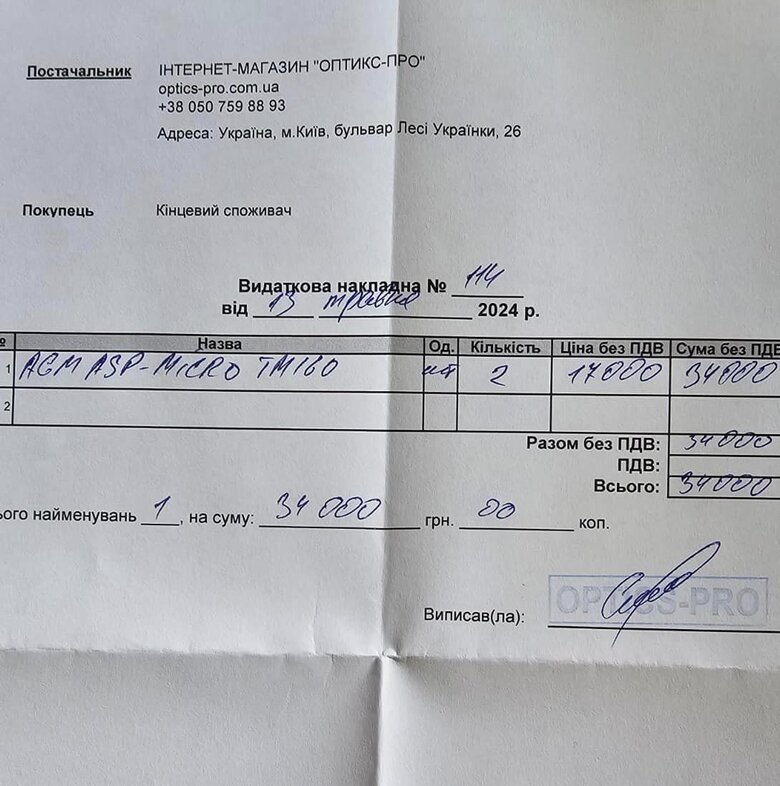 Постачальник ІНТЕРНЕТ-МАГАЗИН "ОПТИКС-ПРО"
optics-pro.com.ua
+38 050 759 88 93
Адреса: Україна, м.Київ, бульвар Лесі Українки, 26
Покупець Кінцевий споживач
Видаткова накладна № 114
від 13 травня 2024 р.
№ Назва Од. Кількість Ціна без ПДВ Сума без ПДВ
1 AGM ASP-MICRO TM160 шт 2 17000 34000
2
Разом без ПДВ: 34000
ПДВ:
Всього: 34000
ого найменувань 1, на суму: 34 000 грн. 00 коп.
OPTICS-PRO
Виписав(ла):